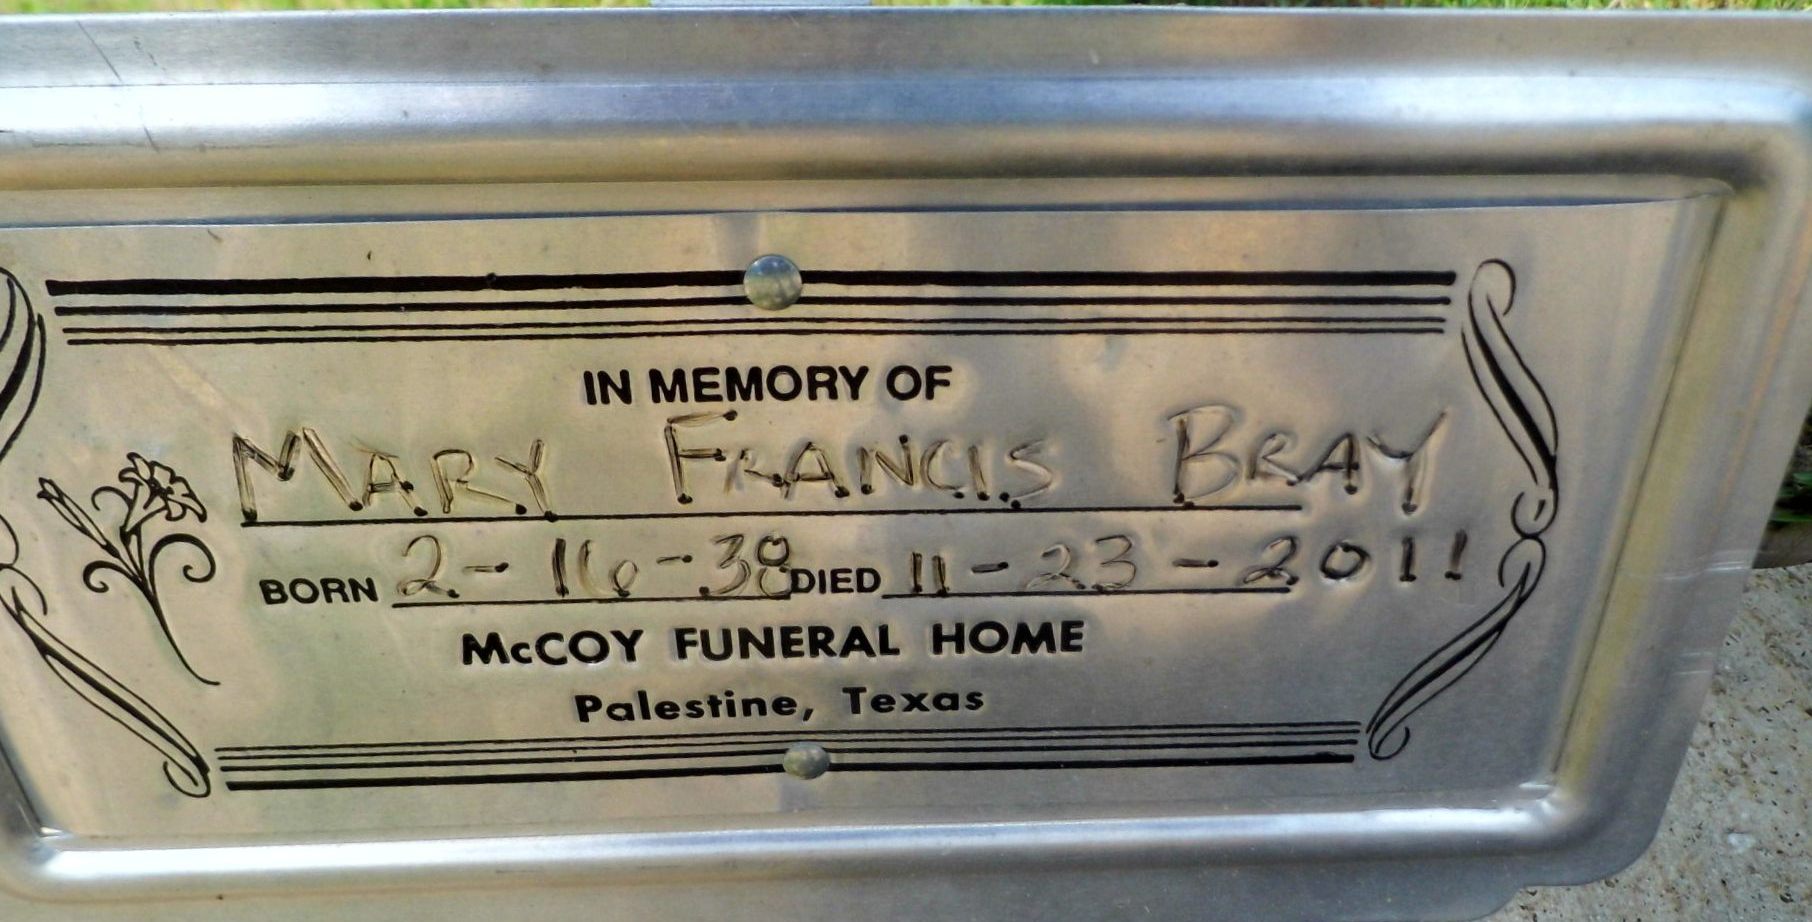 IN MEMORY OF
MARY FRANCIS BRAY
BORN 2-16-38 DIED 11-23-2011
McCOY FUNERAL HOME
Palestine, Texas